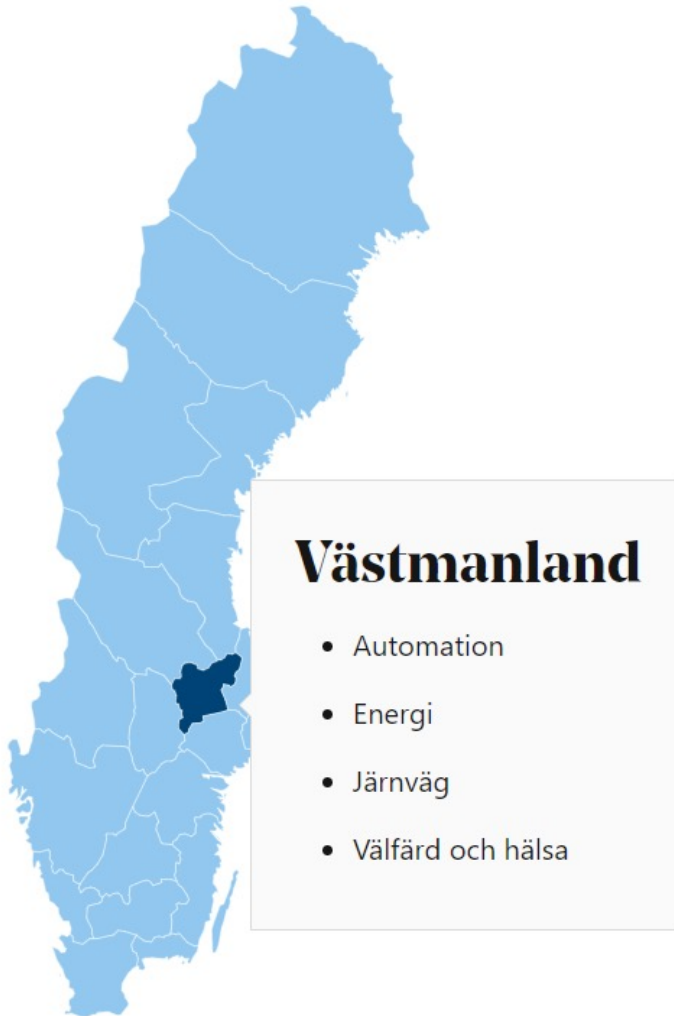 Västmanland
• Automation
• Energi
• Järnväg
• Välfärd och hälsa